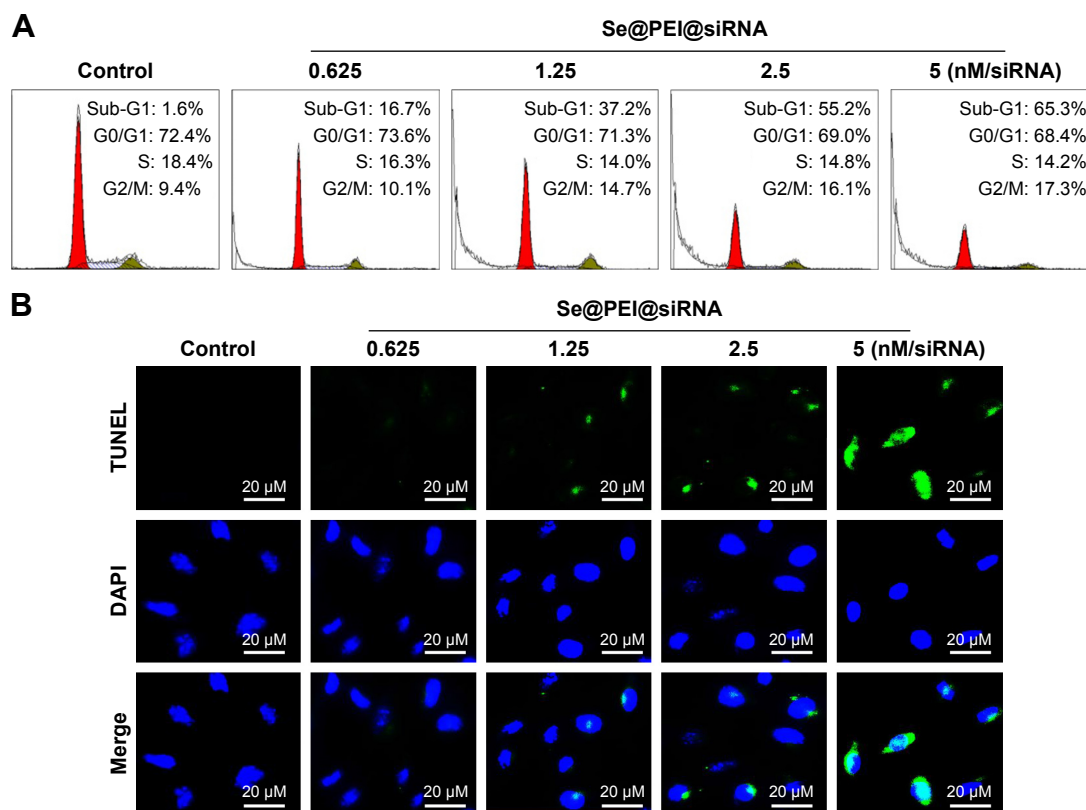 A
Se@PEI@siRNA
Control 0.625 1.25 2.5 5 (nM/siRNA)
Sub-G1: 1.6% Sub-G1: 16.7% Sub-G1: 37.2% Sub-G1: 55.2% Sub-G1: 65.3%
G0/G1: 72.4% G0/G1: 73.6% G0/G1: 71.3% G0/G1: 69.0% G0/G1: 68.4%
S: 18.4% S: 16.3% S: 14.0% S: 14.8% S: 14.2%
G2/M: 9.4% G2/M: 10.1% G2/M: 14.7% G2/M: 16.1% G2/M: 17.3%
B
Se@PEI@siRNA
Control 0.625 1.25 2.5 5 (nM/siRNA)
TUNEL
20 µM 20 µM 20 µM 20 µM 20 µM
DAPI
20 µM 20 µM 20 µM 20 µM 20 µM
Merge
20 µM 20 µM 20 µM 20 µM 20 µM